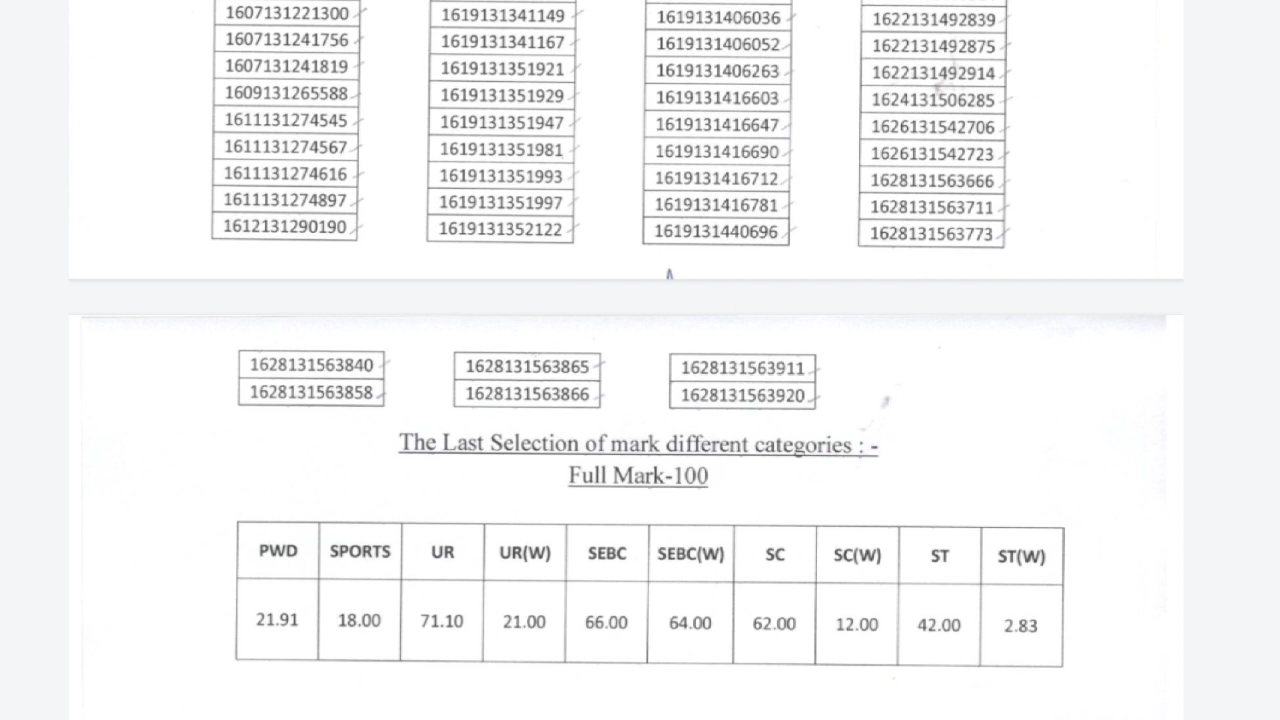 1607131221300 1619131341149 1619131406036 1622131492839
1607131241756 1619131341167 1619131406052 1622131492875
1607131241819 1619131351921 1619131406263 1622131492914
1609131265588 1619131351929 1619131416603 1624131506285
1611131274545 1619131351947 1619131416647 1626131542706
1611131274567 1619131351981 1619131416690 1626131542723
1611131274616 1619131351993 1619131416712 1628131563666
1611131274897 1619131351997 1619131416781 1628131563711
1612131290190 1619131352122 1619131440696 1628131563773
1628131563840 1628131563865 1628131563911
1628131563858 1628131563866 1628131563920
The Last Selection of mark different categories : -
Full Mark-100
PWD SPORTS UR UR(W) SEBC SEBC(W) SC SC(W) ST ST(W)
21.91 18.00 71.10 21.00 66.00 64.00 62.00 12.00 42.00 2.83